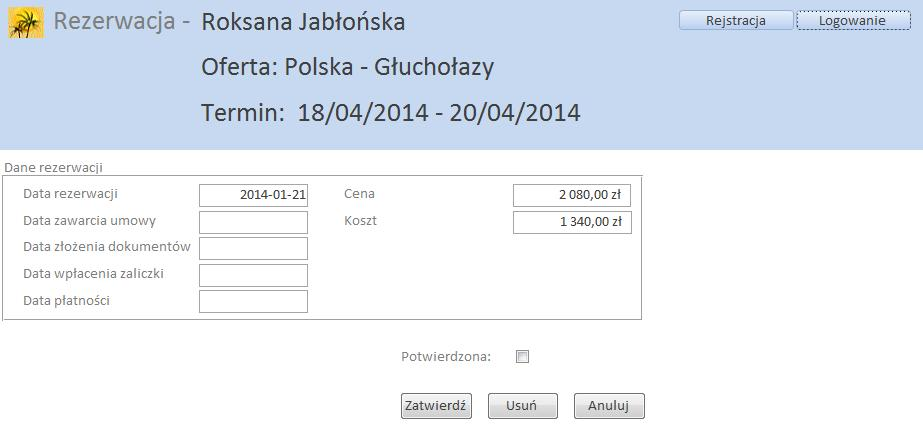 Rezerwacja - Roksana Jabłońska
Rejstracja
Logowanie
Oferta: Polska - Głuchołazy
Termin: 18/04/2014 - 20/04/2014
Dane rezerwacji
Data rezerwacji 2014-01-21 Cena 2 080,00 zł
Data zawarcia umowy Koszt 1 340,00 zł
Data złożenia dokumentów
Data wpłacenia zaliczki
Data płatności
Potwierdzona:
Zatwierdź Usuń Anuluj